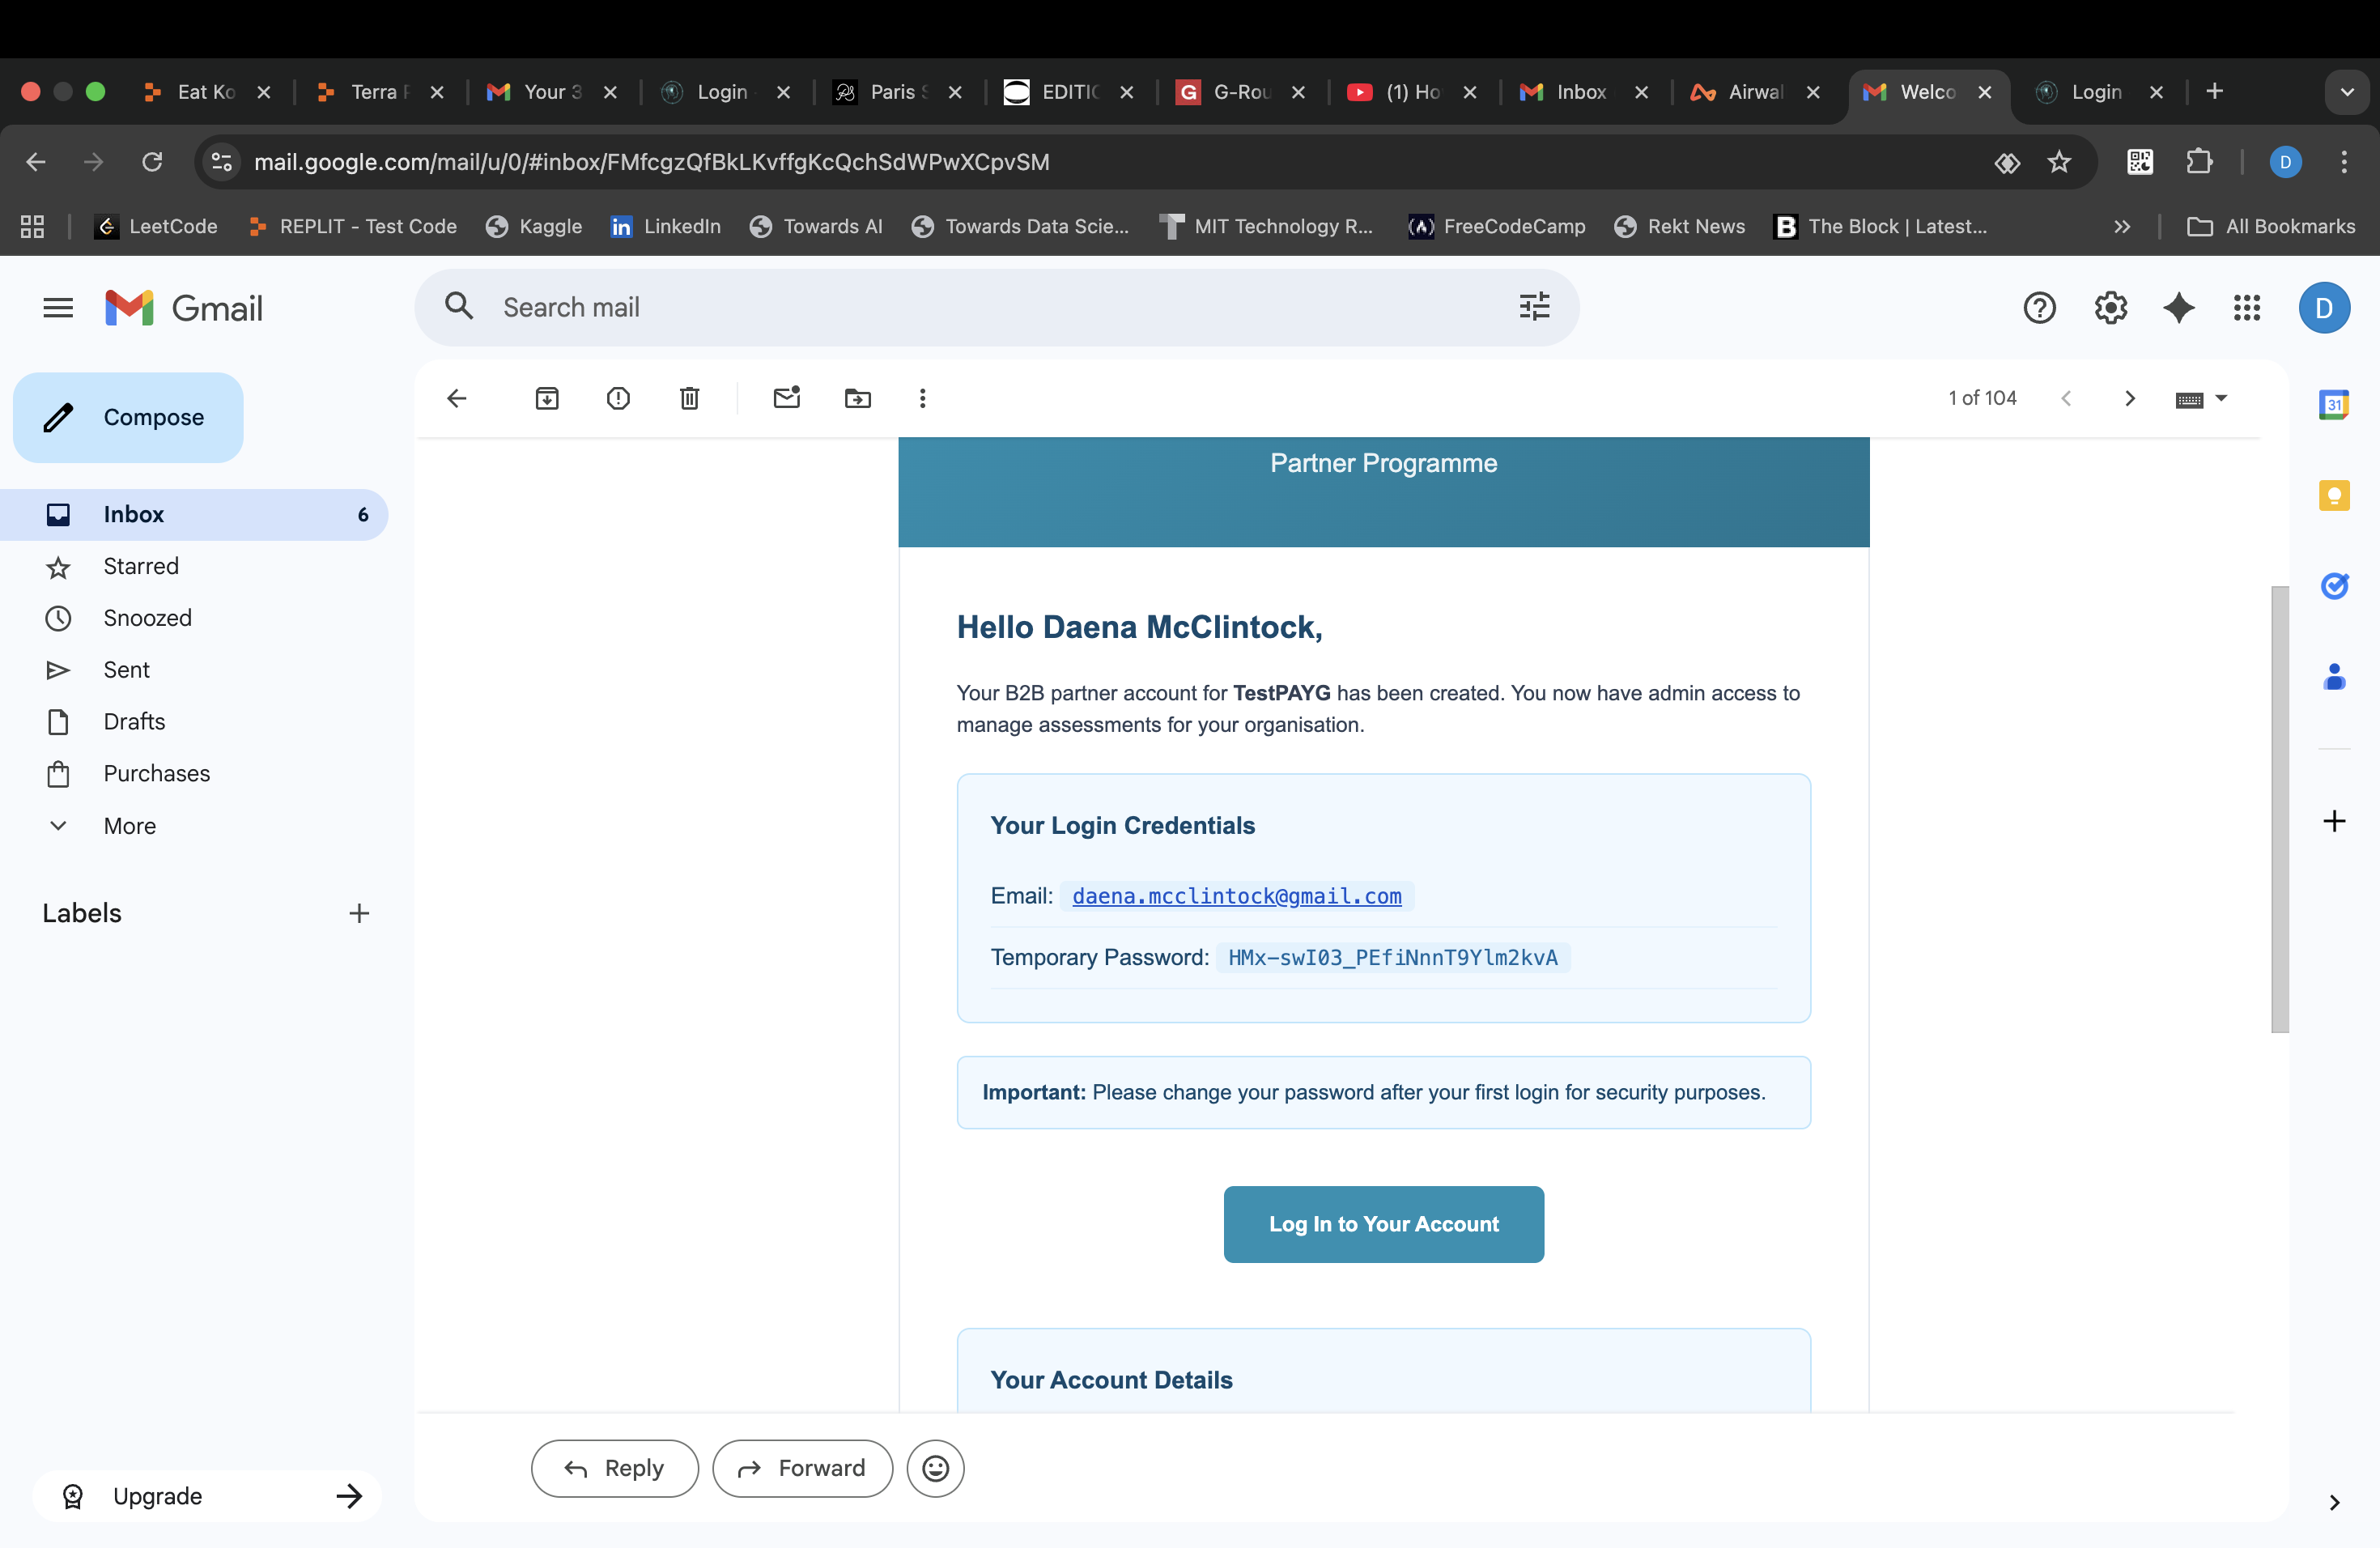 Eat Ko
Terra F
Your 3
Login
Paris S
EDITIC
G-Rou
(1) Ho
Inbox
Airwal
Welco
Login
mail.google.com/mail/u/0/#inbox/FMfcgzQfBkLKvffgKcQchSdWPwXCpvSM
D
LeetCode
REPLIT - Test Code
Kaggle
LinkedIn
Towards AI
Towards Data Scie...
MIT Technology R...
FreeCodeCamp
Rekt News
The Block | Latest...
All Bookmarks
Gmail
Search mail
D
Compose
1 of 104
Inbox 6
Starred
Snoozed
Sent
Drafts
Purchases
More
Labels
Upgrade
Partner Programme
Hello Daena McClintock,
Your B2B partner account for TestPAYG has been created. You now have admin access to
manage assessments for your organisation.
Your Login Credentials
Email: daena.mcclintock@gmail.com
Temporary Password: HMx-swI03_PEfiNnnT9Ylm2kvA
Important: Please change your password after your first login for security purposes.
Log In to Your Account
Your Account Details
Reply
Forward
31